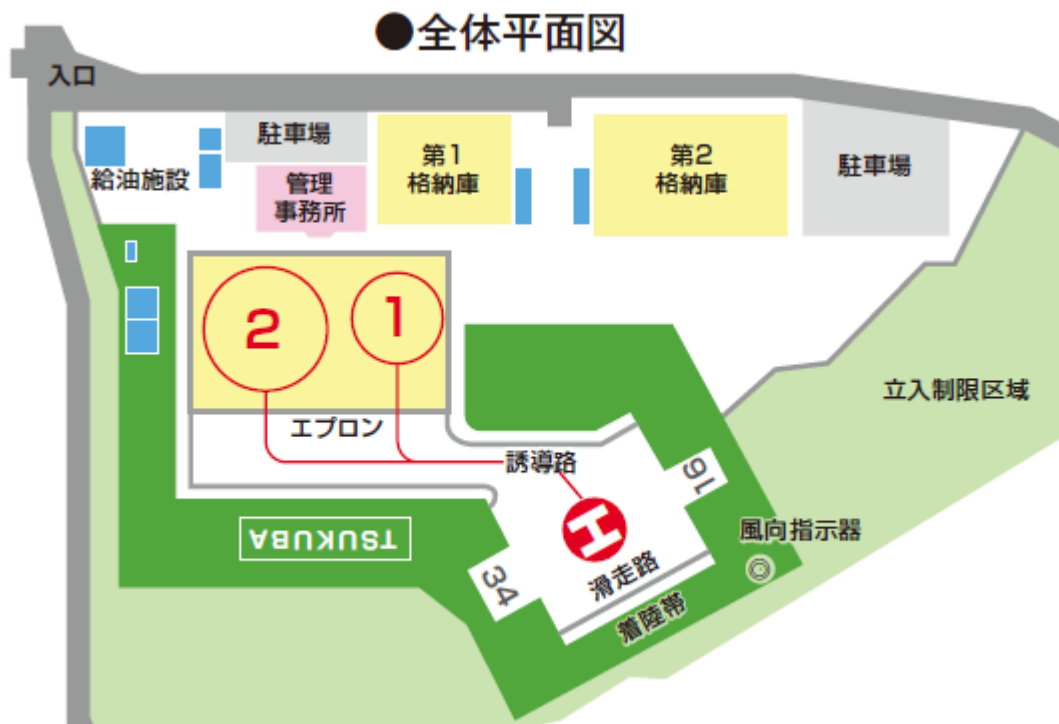 ●全体平面図
入口
駐車場
給油施設
管理
事務所
第1
格納庫
第2
格納庫
駐車場
2
1
エプロン
誘導路
立入制限区域
16
H
風向指示器
TSUKUBA
滑走路
34
着陸帯